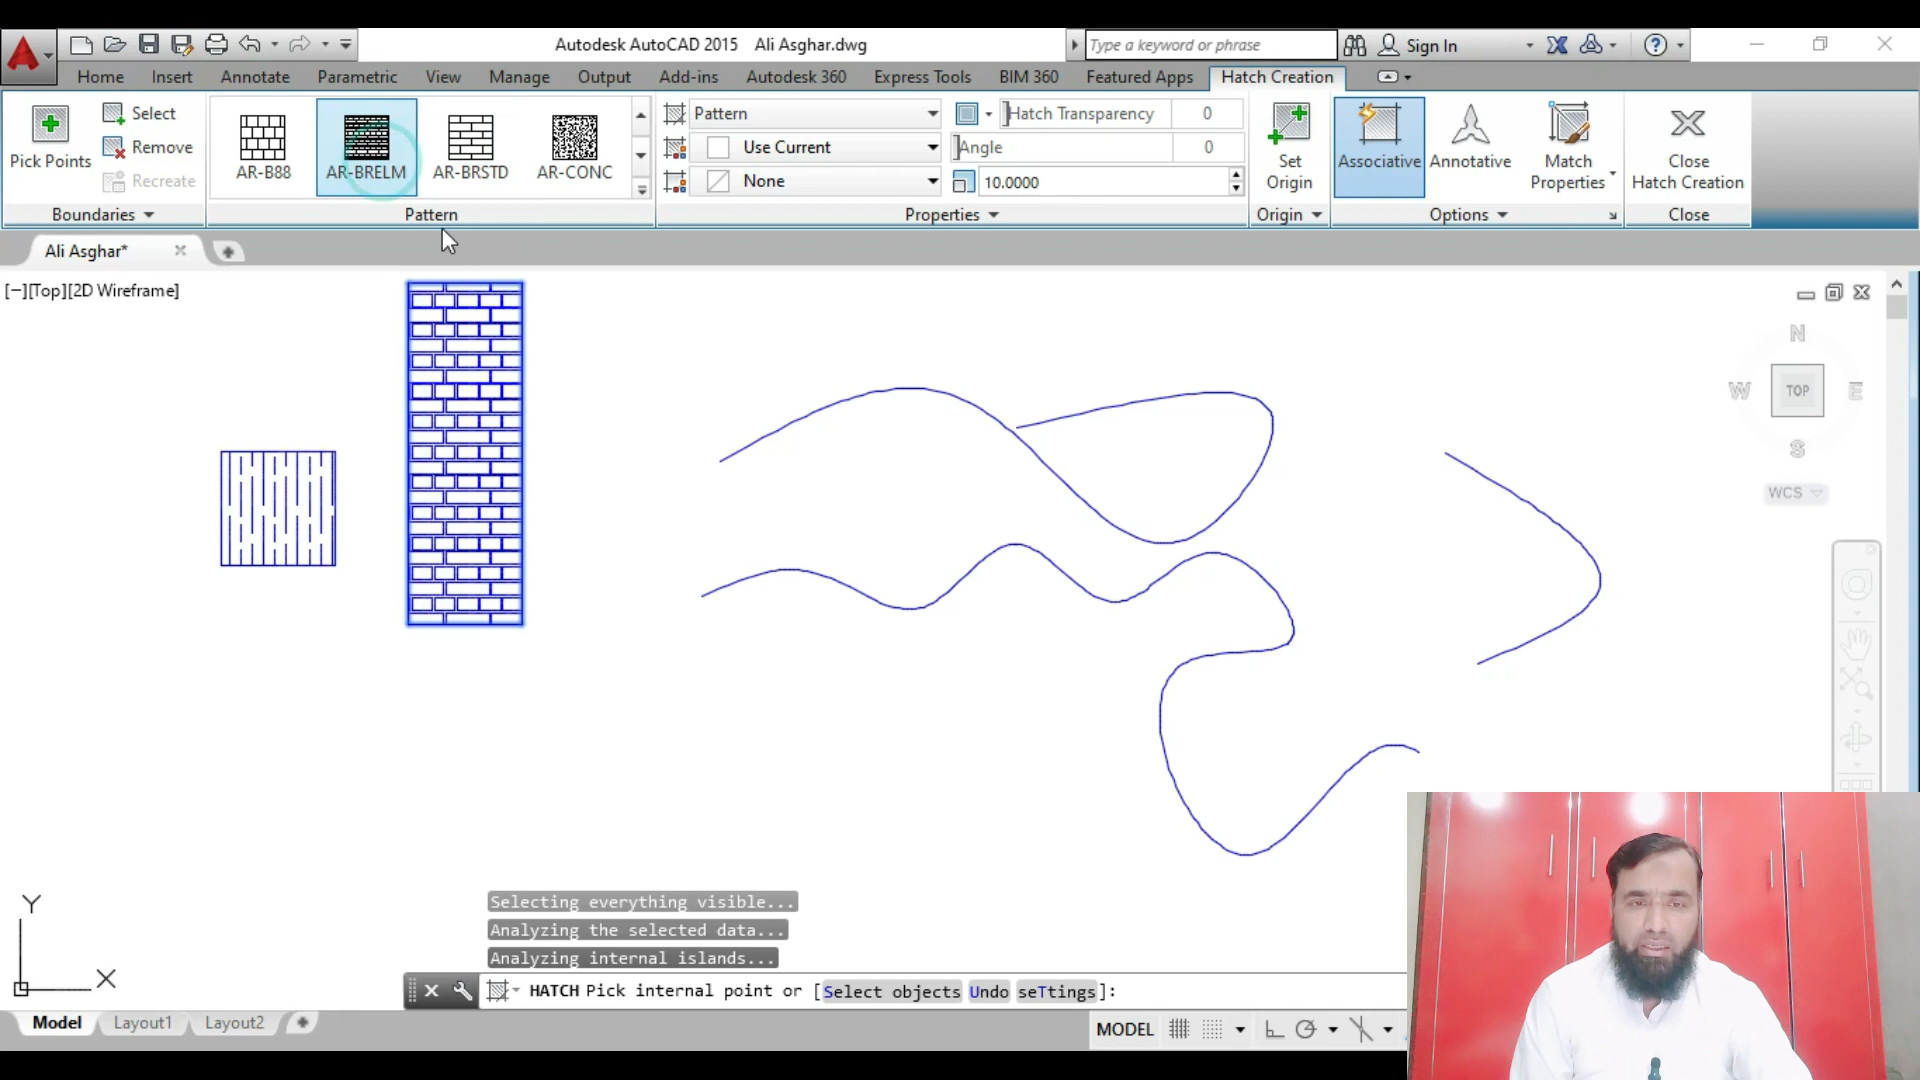 Autodesk AutoCAD 2015 Ali Asghar.dwg
Type a keyword or phrase
Sign In
Home Insert Annotate Parametric View Manage Output Add-ins Autodesk 360 Express Tools BIM 360 Featured Apps Hatch Creation
Pick Points
Select
Remove
Recreate
Boundaries
AR-B88
AR-BRELM
AR-BRSTD
AR-CONC
Pattern
Pattern
Use Current
None
Hatch Transparency 0
Angle 0
10.0000
Properties
Set
Origin
Origin
Associative
Annotative
Match
Properties
Options
Close
Hatch Creation
Close
Ali Asghar*
[−][Top][2D Wireframe]
N
W
TOP
E
S
WCS
Y
X
Selecting everything visible...
Analyzing the selected data...
Analyzing internal islands...
HATCH Pick internal point or [Select objects Undo seTtings]:
Model Layout1 Layout2
MODEL